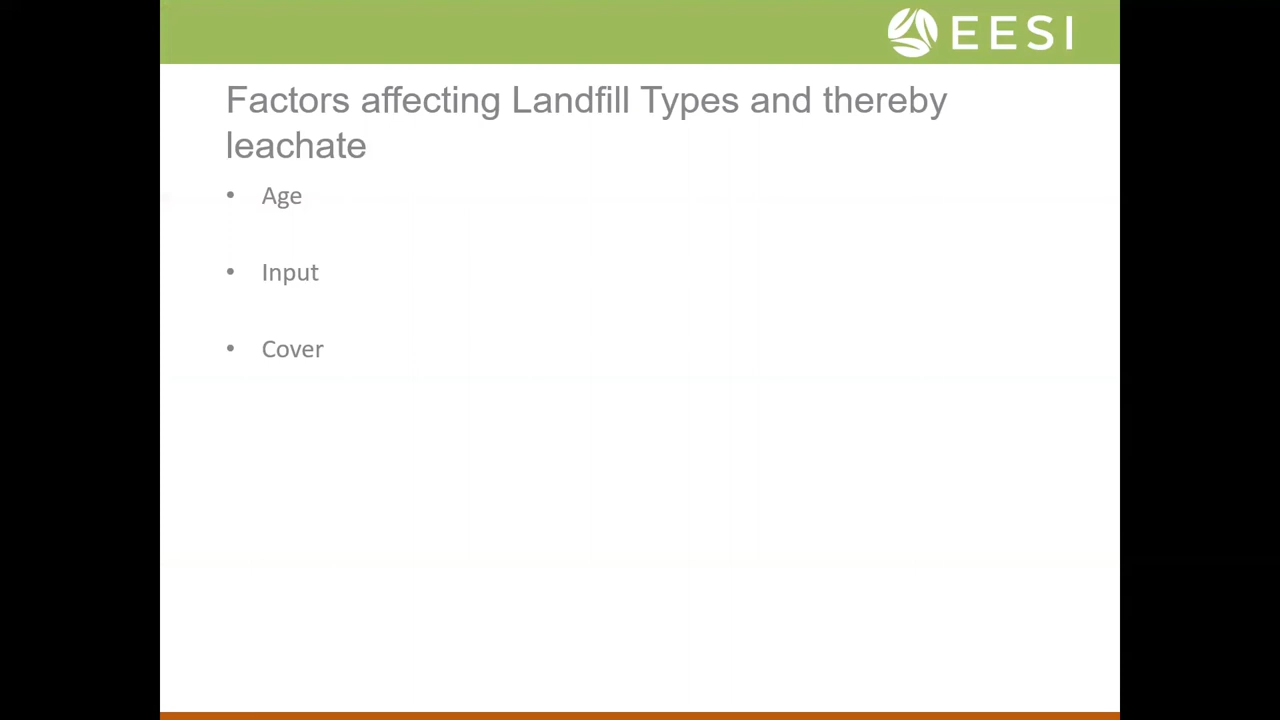 EESI
Factors affecting Landfill Types and thereby
leachate
• Age
• Input
• Cover